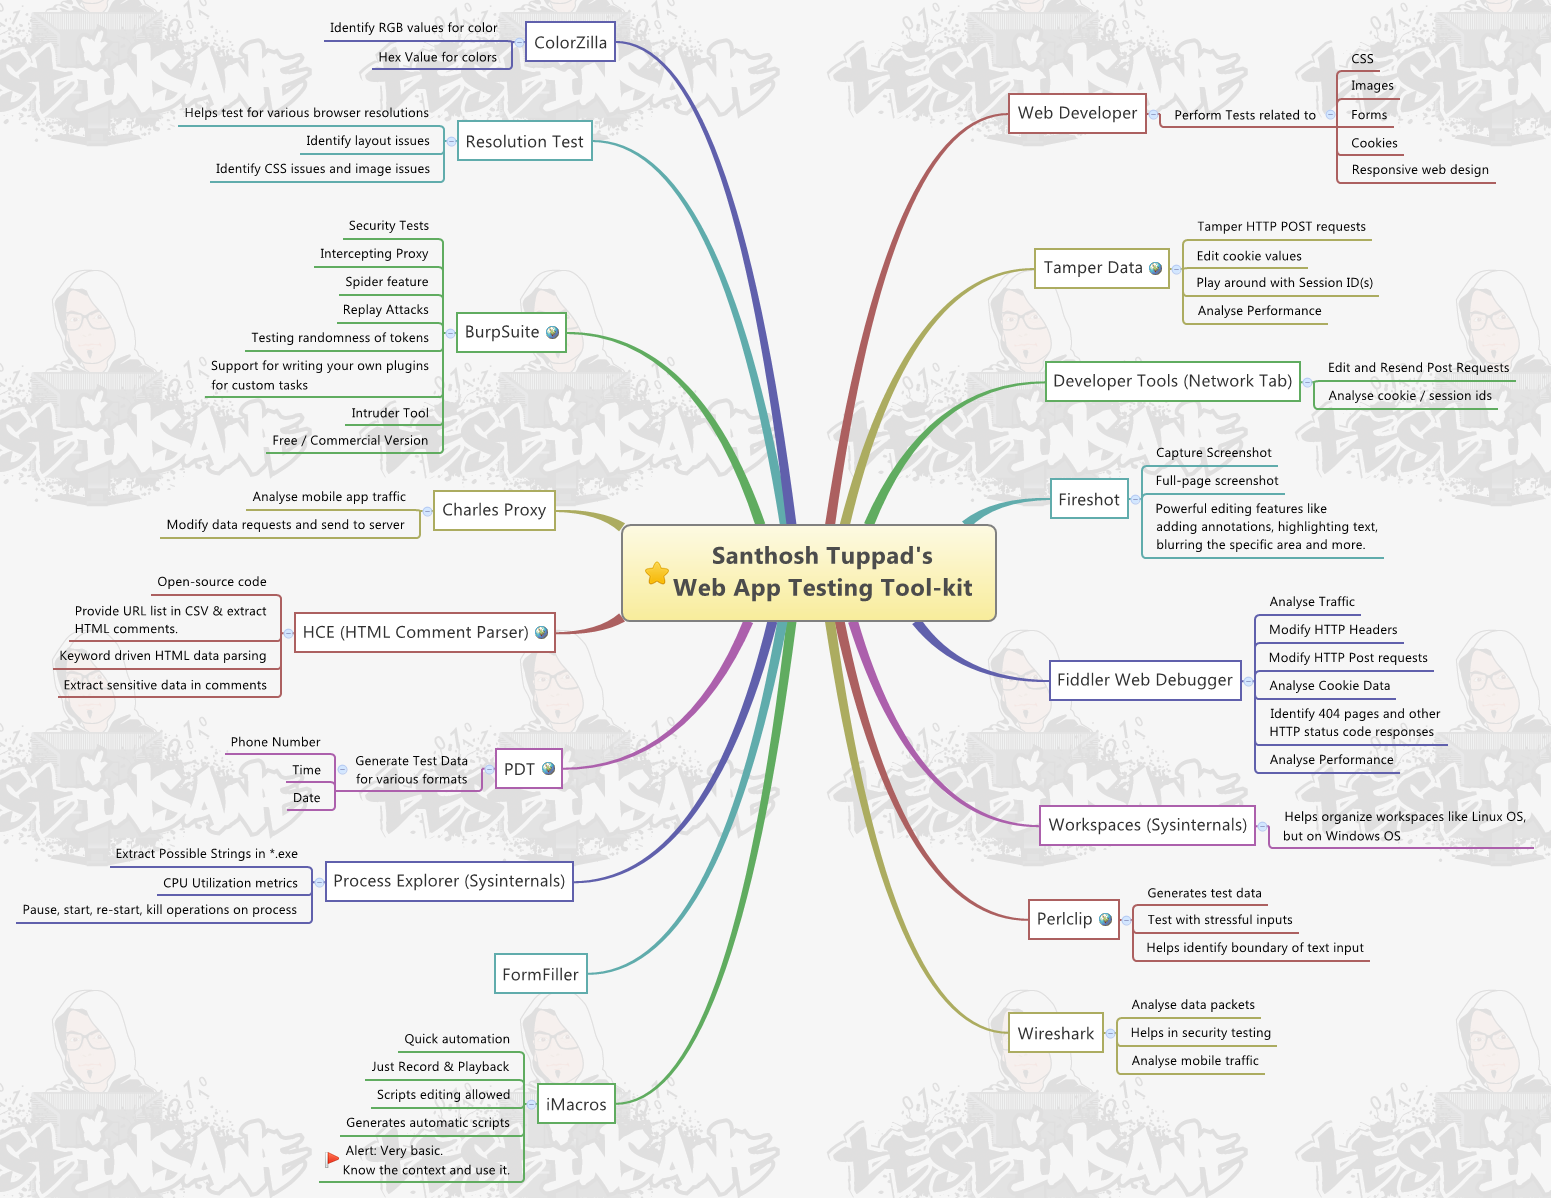 Santhosh Tuppad's
Web App Testing Tool-kit
Web Developer
Perform Tests related to
CSS
Images
Forms
Cookies
Responsive web design
Tamper Data
Tamper HTTP POST requests
Edit cookie values
Play around with Session ID(s)
Analyse Performance
Developer Tools (Network Tab)
Edit and Resend Post Requests
Analyse cookie / session ids
Fireshot
Capture Screenshot
Full-page screenshot
Powerful editing features like
adding annotations, highlighting text,
blurring the specific area and more.
Fiddler Web Debugger
Analyse Traffic
Modify HTTP Headers
Modify HTTP Post requests
Analyse Cookie Data
Identify 404 pages and other
HTTP status code responses
Analyse Performance
Workspaces (Sysinternals)
Helps organize workspaces like Linux OS,
but on Windows OS
Perlclip
Generates test data
Test with stressful inputs
Helps identify boundary of text input
Wireshark
Analyse data packets
Helps in security testing
Analyse mobile traffic
ColorZilla
Identify RGB values for color
Hex Value for colors
Resolution Test
Helps test for various browser resolutions
Identify layout issues
Identify CSS issues and image issues
BurpSuite
Security Tests
Intercepting Proxy
Spider feature
Replay Attacks
Testing randomness of tokens
Support for writing your own plugins
for custom tasks
Intruder Tool
Free / Commercial Version
Charles Proxy
Analyse mobile app traffic
Modify data requests and send to server
HCE (HTML Comment Parser)
Open-source code
Provide URL list in CSV & extract
HTML comments.
Keyword driven HTML data parsing
Extract sensitive data in comments
PDT
Generate Test Data
for various formats
Phone Number
Time
Date
Process Explorer (Sysinternals)
Extract Possible Strings in *.exe
CPU Utilization metrics
Pause, start, re-start, kill operations on process
FormFiller
iMacros
Quick automation
Just Record & Playback
Scripts editing allowed
Generates automatic scripts
Alert: Very basic.
Know the context and use it.
TESTINSANE